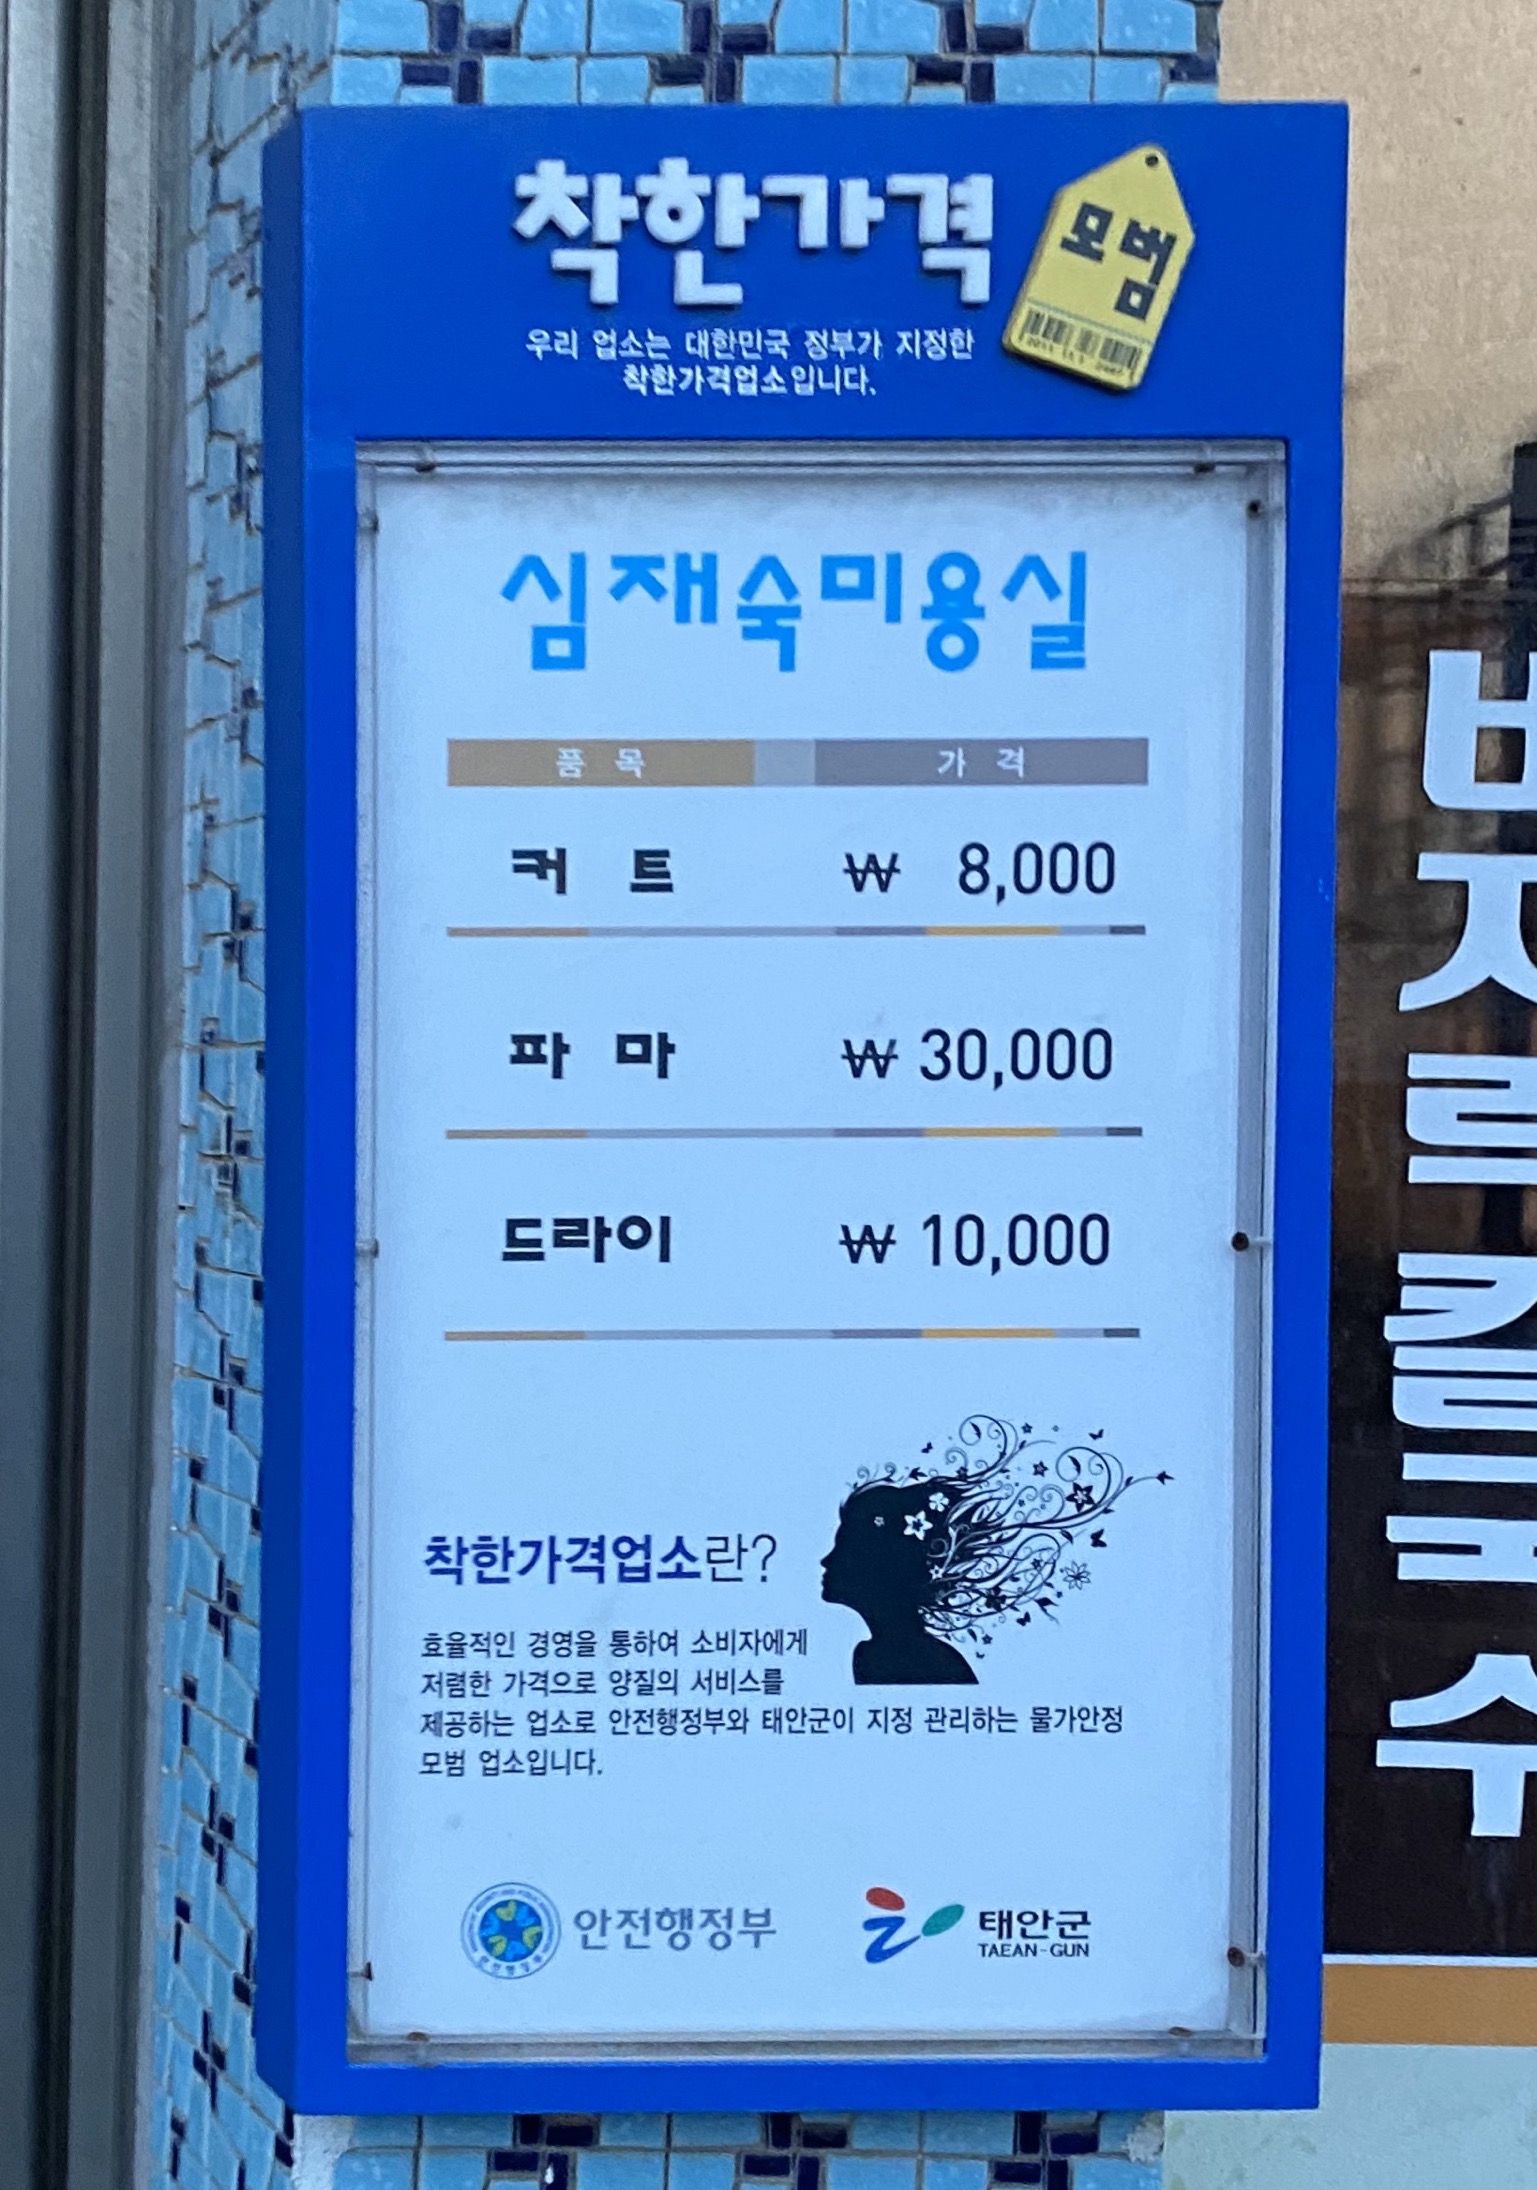 착한가격
모범
우리 업소는 대한민국 정부가 지정한
착한가격업소입니다.
심재숙미용실
품 목 가 격
커 트 ₩ 8,000
파 마 ₩ 30,000
드라이 ₩ 10,000
착한가격업소란?
효율적인 경영을 통하여 소비자에게
저렴한 가격으로 양질의 서비스를
제공하는 업소로 안전행정부와 태안군이 지정 관리하는 물가안정
모범 업소입니다.
안전행정부
태안군
TAEAN-GUN
바지락칼국수